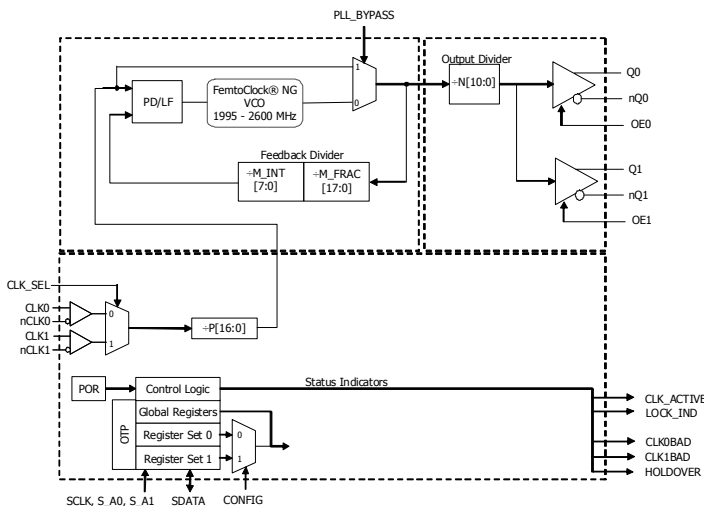 PLL_BYPASS
Output Divider
1
FemtoClock® NG
VCO
1995 - 2600 MHz
PD/LF
0
÷N[10:0]
Q0
nQ0
OE0
Feedback Divider
÷M_INT
[7:0]
÷M_FRAC
[17:0]
Q1
nQ1
OE1
CLK_SEL
CLK0
nCLK0
CLK1
nCLK1
0
1
÷P[16:0]
POR
Control Logic
Status Indicators
Global Registers
OTP
Register Set 0
Register Set 1
0
1
CLK_ACTIVE
LOCK_IND
CLK0BAD
CLK1BAD
HOLDOVER
SCLK, S_A0, S_A1
SDATA
CONFIG